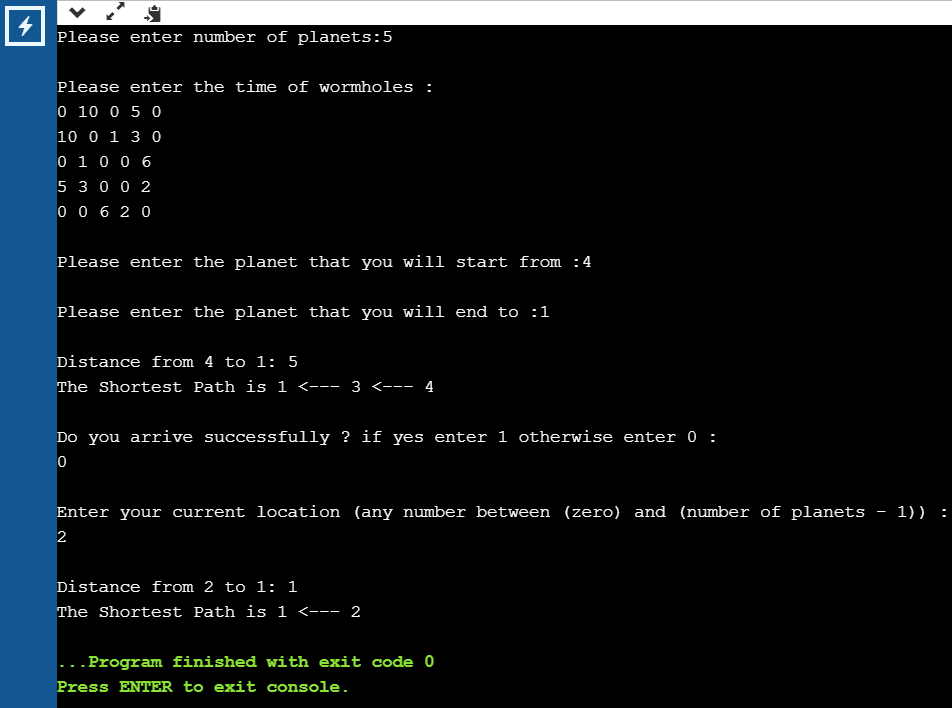 Please enter number of planets:5
Please enter the time of wormholes :
0 10 0 5 0
10 0 1 3 0
0 1 0 0 6
5 3 0 0 2
0 0 6 2 0
Please enter the planet that you will start from :4
Please enter the planet that you will end to :1
Distance from 4 to 1: 5
The Shortest Path is 1 <--- 3 <--- 4
Do you arrive successfully ? if yes enter 1 otherwise enter 0 :
0
Enter your current location (any number between (zero) and (number of planets - 1)) :
2
Distance from 2 to 1: 1
The Shortest Path is 1 <--- 2
...Program finished with exit code 0
Press ENTER to exit console.